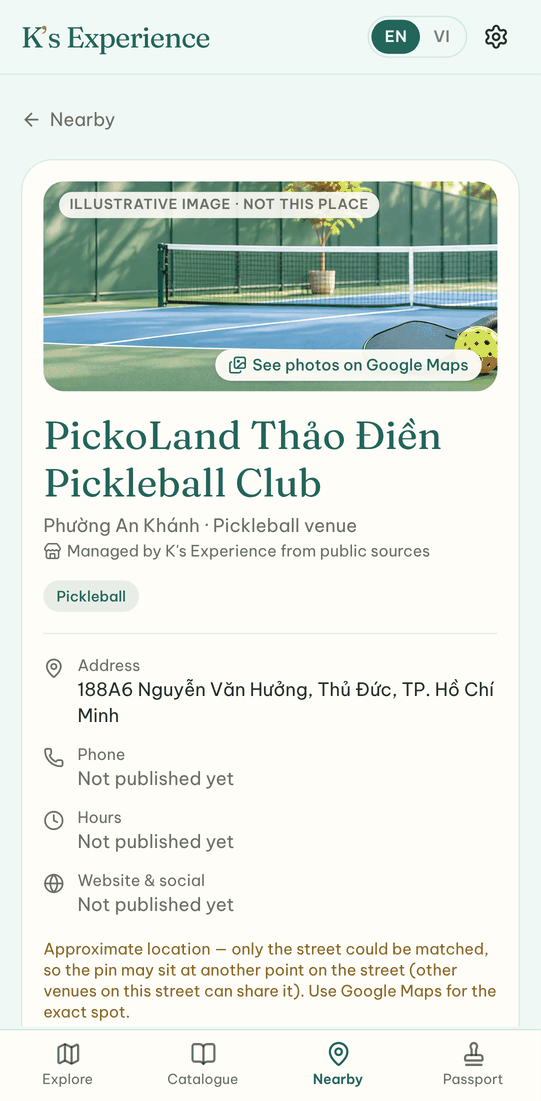 K's Experience
EN VI
Nearby
ILLUSTRATIVE IMAGE · NOT THIS PLACE
See photos on Google Maps
PickoLand Thảo Điền
Pickleball Club
Phường An Khánh · Pickleball venue
Managed by K's Experience from public sources
Pickleball
Address
188A6 Nguyễn Văn Hưởng, Thủ Đức, TP. Hồ Chí
Minh
Phone
Not published yet
Hours
Not published yet
Website & social
Not published yet
Approximate location — only the street could be matched,
so the pin may sit at another point on the street (other
venues on this street can share it). Use Google Maps for the
exact spot.
Explore Catalogue Nearby Passport